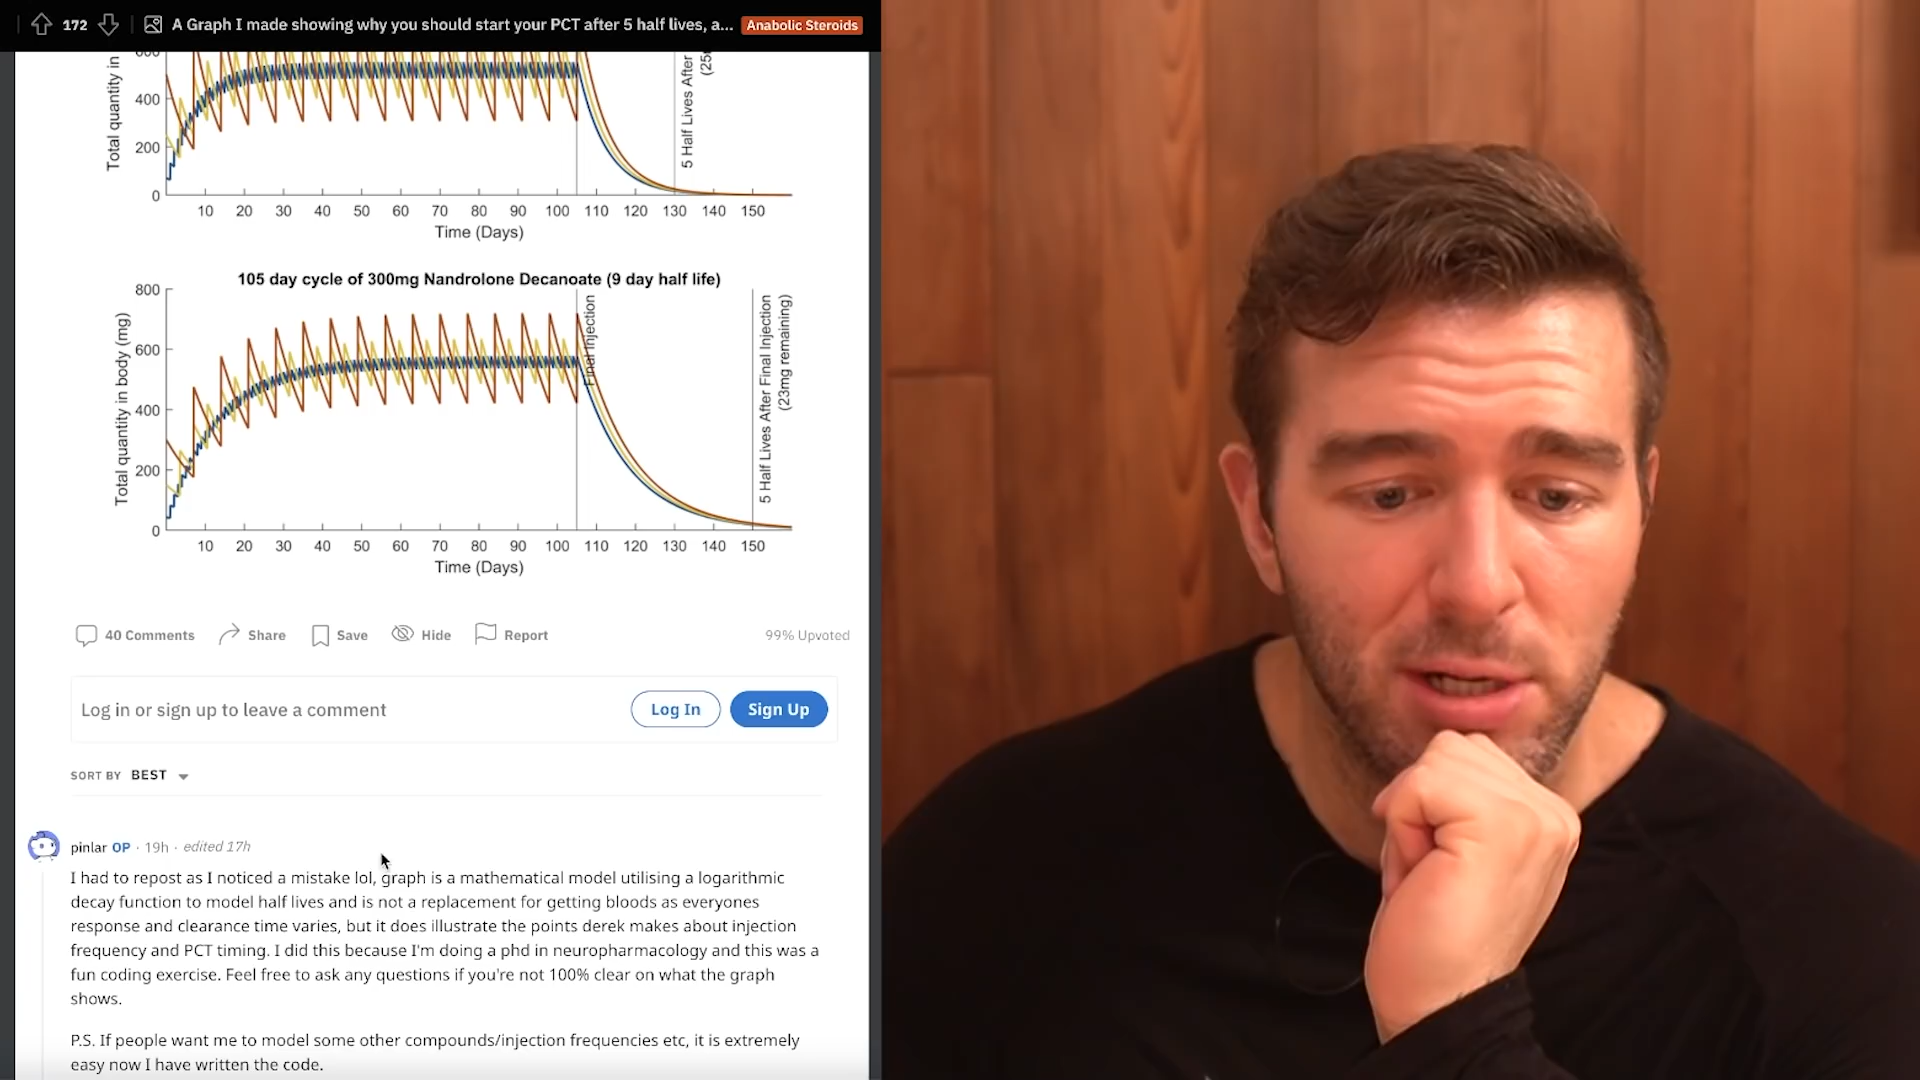 172 A Graph I made showing why you should start your PCT after 5 half lives, a... Anabolic Steroids
Total quantity in
600
400
200
0
5 Half Lives After
(25
10 20 30 40 50 60 70 80 90 100 110 120 130 140 150
Time (Days)
105 day cycle of 300mg Nandrolone Decanoate (9 day half life)
Total quantity in body (mg)
800
600
400
200
0
Final Injection
5 Half Lives After Final Injection
(23mg remaining)
10 20 30 40 50 60 70 80 90 100 110 120 130 140 150
Time (Days)
40 Comments Share Save Hide Report 99% Upvoted
Log in or sign up to leave a comment Log In Sign Up
SORT BY BEST
pinlar OP · 19h · edited 17h
I had to repost as I noticed a mistake lol, graph is a mathematical model utilising a logarithmic
decay function to model half lives and is not a replacement for getting bloods as everyones
response and clearance time varies, but it does illustrate the points derek makes about injection
frequency and PCT timing. I did this because I'm doing a phd in neuropharmacology and this was a
fun coding exercise. Feel free to ask any questions if you're not 100% clear on what the graph
shows.
P.S. If people want me to model some other compounds/injection frequencies etc, it is extremely
easy now I have written the code.